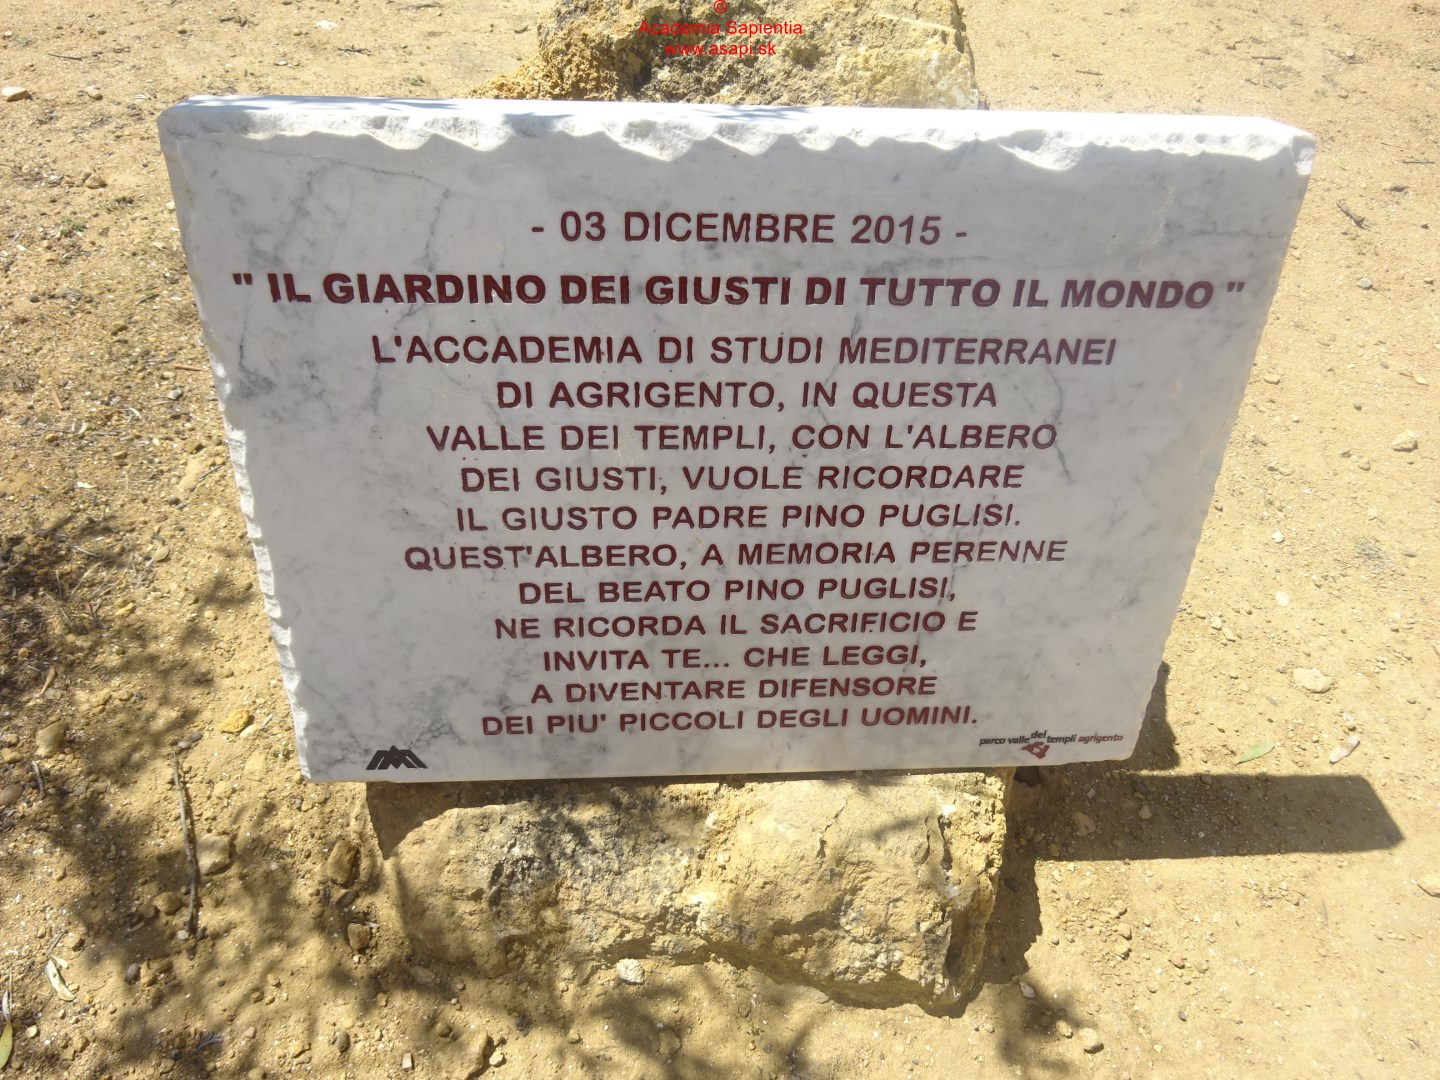 ©
Academia Sapientia
www.asapi.sk
- 03 DICEMBRE 2015 -
" IL GIARDINO DEI GIUSTI DI TUTTO IL MONDO "
L'ACCADEMIA DI STUDI MEDITERRANEI
DI AGRIGENTO, IN QUESTA
VALLE DEI TEMPLI, CON L'ALBERO
DEI GIUSTI, VUOLE RICORDARE
IL GIUSTO PADRE PINO PUGLISI.
QUEST'ALBERO, A MEMORIA PERENNE
DEL BEATO PINO PUGLISI,
NE RICORDA IL SACRIFICIO E
INVITA TE... CHE LEGGI,
A DIVENTARE DIFENSORE
DEI PIU' PICCOLI DEGLI UOMINI.
parco valle dei templi agrigento